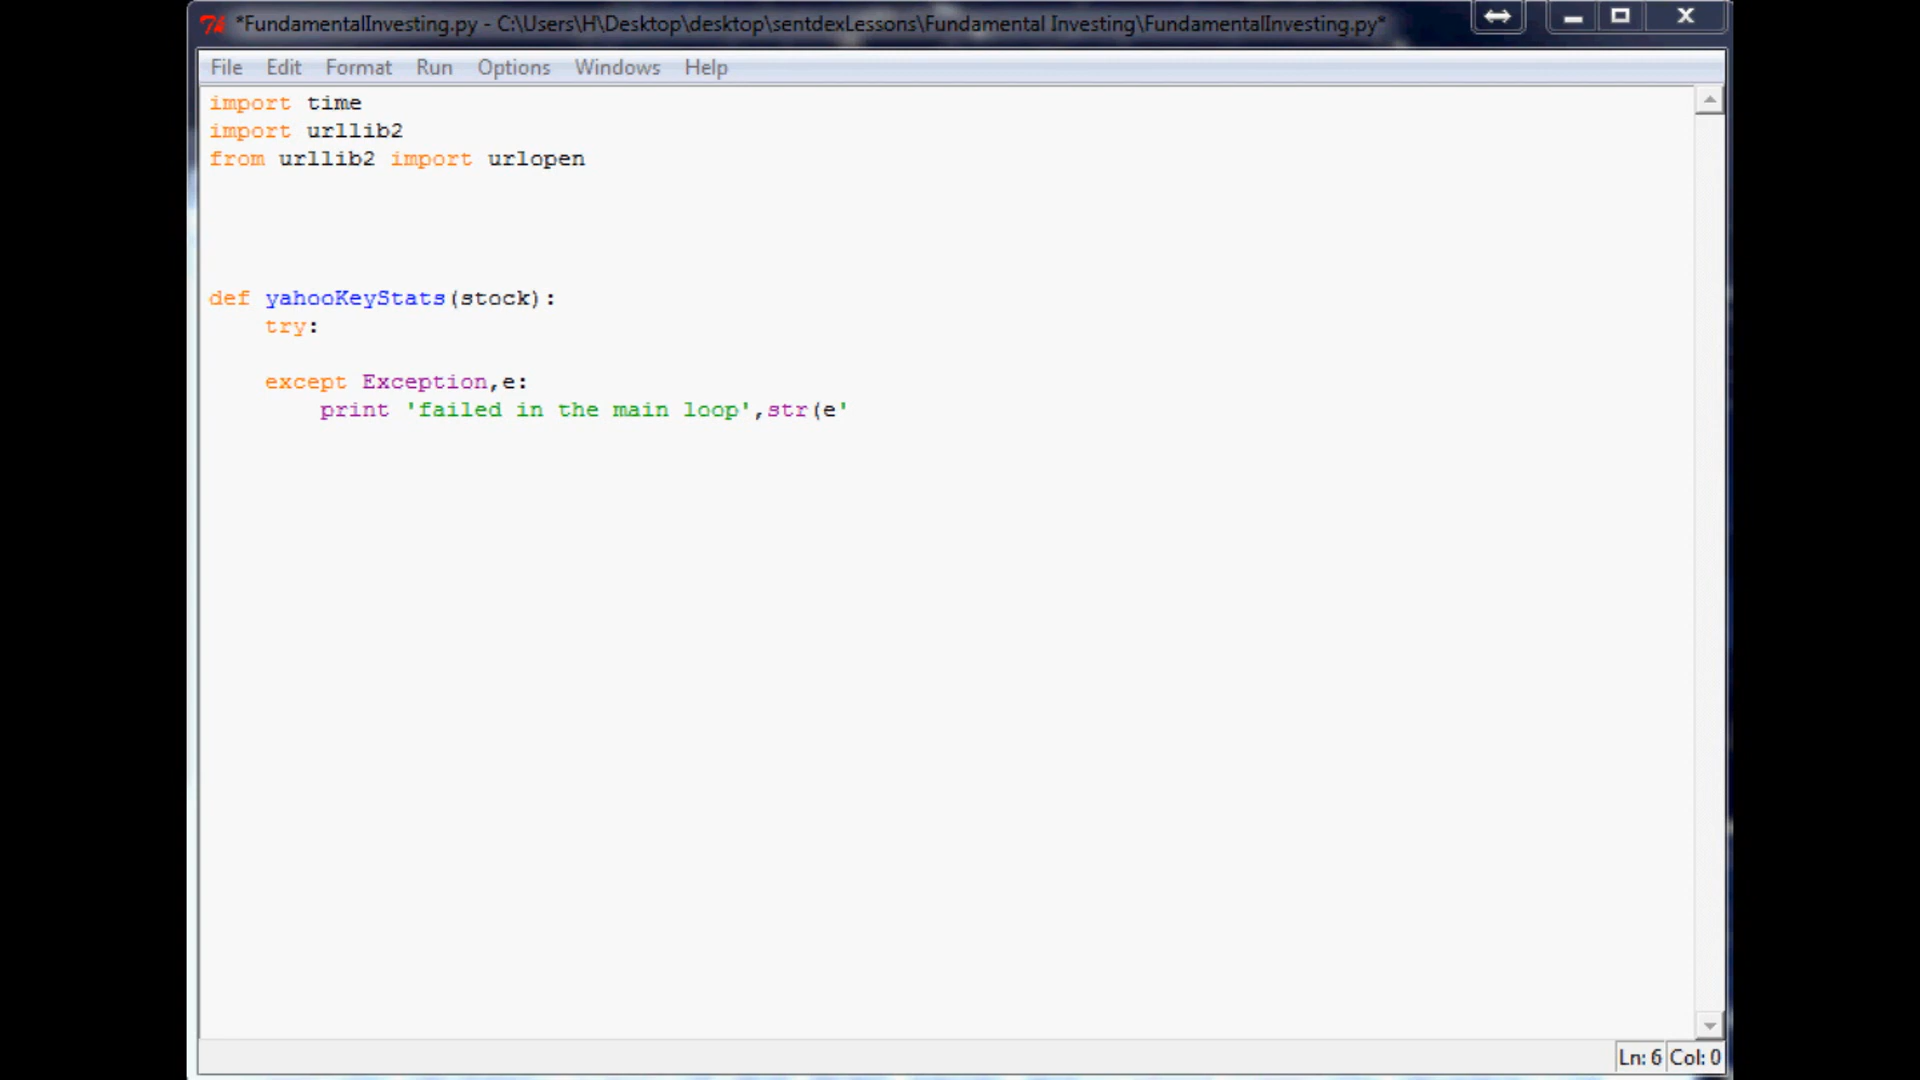 *FundamentalInvesting.py - C:\Users\H\Desktop\desktop\sentdexLessons\Fundamental Investing\FundamentalInvesting.py*
File Edit Format Run Options Windows Help
import time
import urllib2
from urllib2 import urlopen
def yahooKeyStats(stock):
    try:
    except Exception,e:
        print 'failed in the main loop',str(e'
Ln: 6 Col: 0